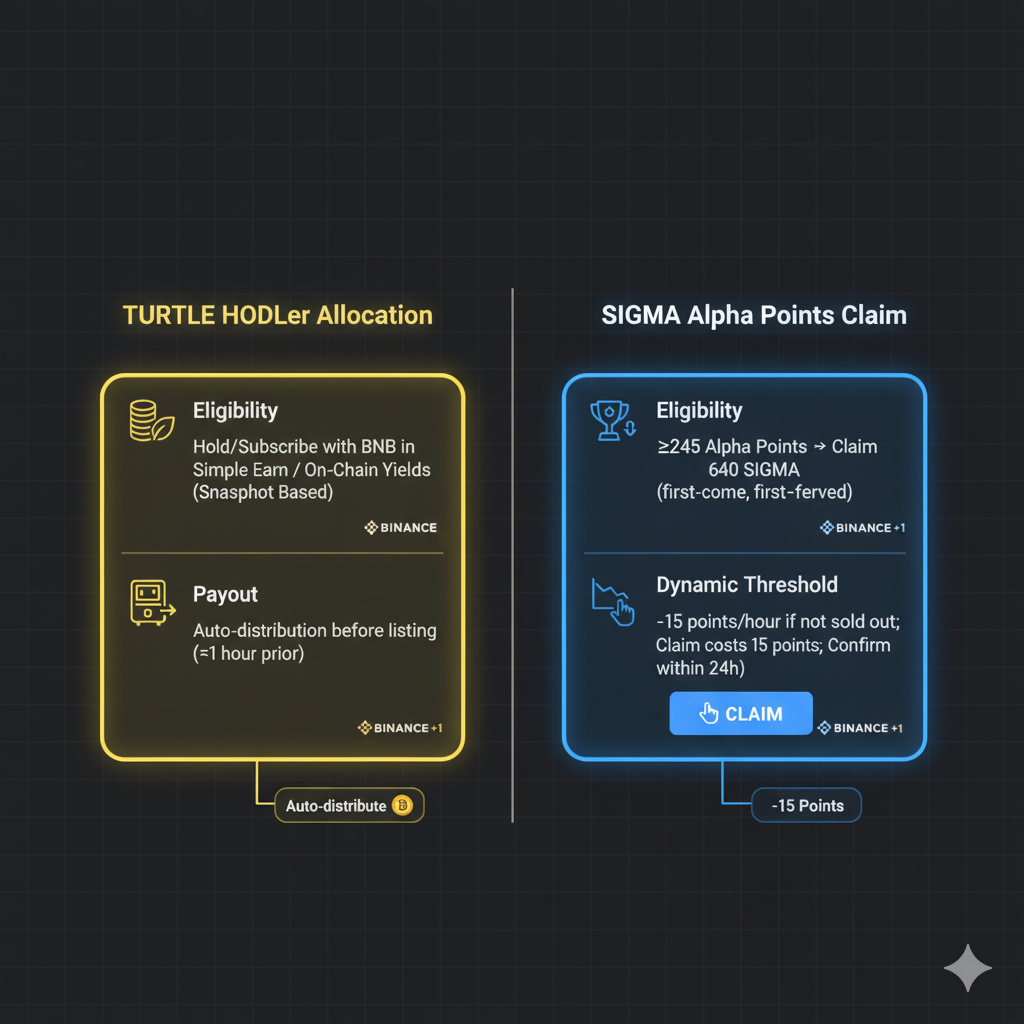 TURTLE HODLer Allocation
Eligibility
Hold/Subscribe with BNB in
Simple Earn / On-Chain Yields
(Snasphot Based)
BINANCE
Payout
Auto-distribution before listing
(≈1 hour prior)
BINANCE +1
Auto-distribute
SIGMA Alpha Points Claim
Eligibility
≥245 Alpha Points → Claim
640 SIGMA
(first-come, first-ferved)
BINANCE +1
Dynamic Threshold
-15 points/hour if not sold out;
Claim costs 15 points; Confirm
within 24h)
CLAIM
BINANCE +1
-15 Points